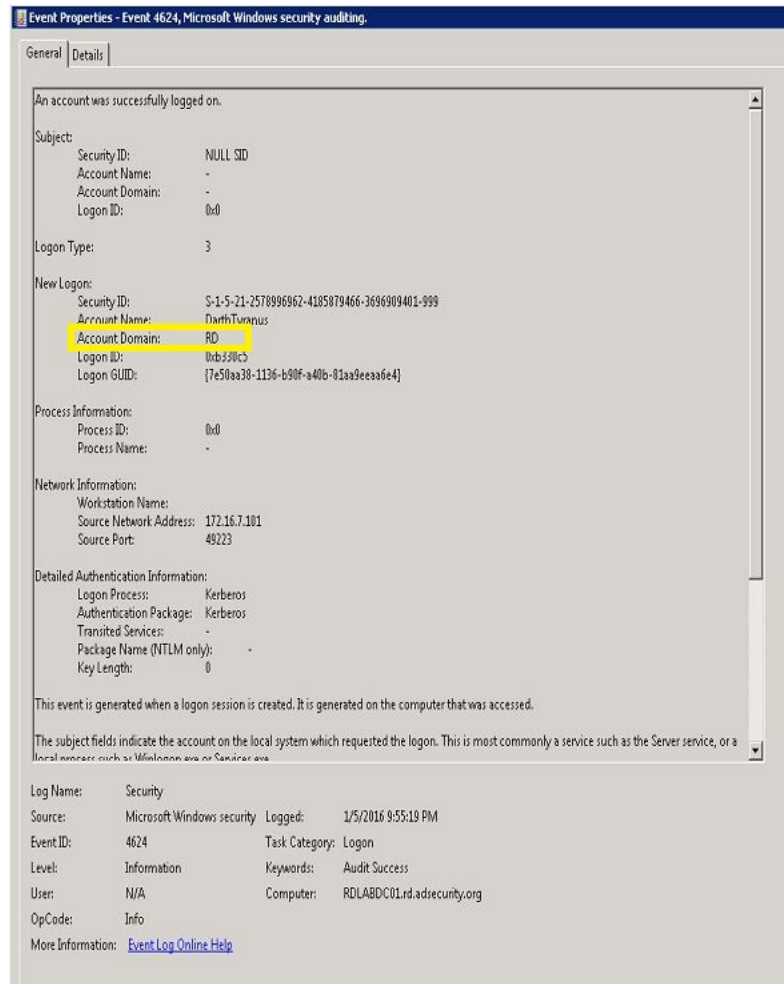 Event Properties - Event 4624, Microsoft Windows security auditing.
General Details
An account was successfully logged on.
Subject:
Security ID: NULL SID
Account Name: -
Account Domain: -
Logon ID: 0x0
Logon Type: 3
New Logon:
Security ID: S-1-5-21-2578996962-4185879466-3696909401-999
Account Name: DarthTyranus
Account Domain: RD
Logon ID: 0xb330c5
Logon GUID: {7e50aa38-1136-b90f-a40b-81aa9eeaa6e4}
Process Information:
Process ID: 0x0
Process Name: -
Network Information:
Workstation Name:
Source Network Address: 172.16.7.101
Source Port: 49223
Detailed Authentication Information:
Logon Process: Kerberos
Authentication Package: Kerberos
Transited Services: -
Package Name (NTLM only): -
Key Length: 0
This event is generated when a logon session is created. It is generated on the computer that was accessed.
The subject fields indicate the account on the local system which requested the logon. This is most commonly a service such as the Server service, or a
local process such as Winlogon.exe or Services.exe.
Log Name: Security
Source: Microsoft Windows security Logged: 1/5/2016 9:55:19 PM
Event ID: 4624 Task Category: Logon
Level: Information Keywords: Audit Success
User: N/A Computer: RDLABDC01.rd.adsecurity.org
OpCode: Info
More Information: Event Log Online Help